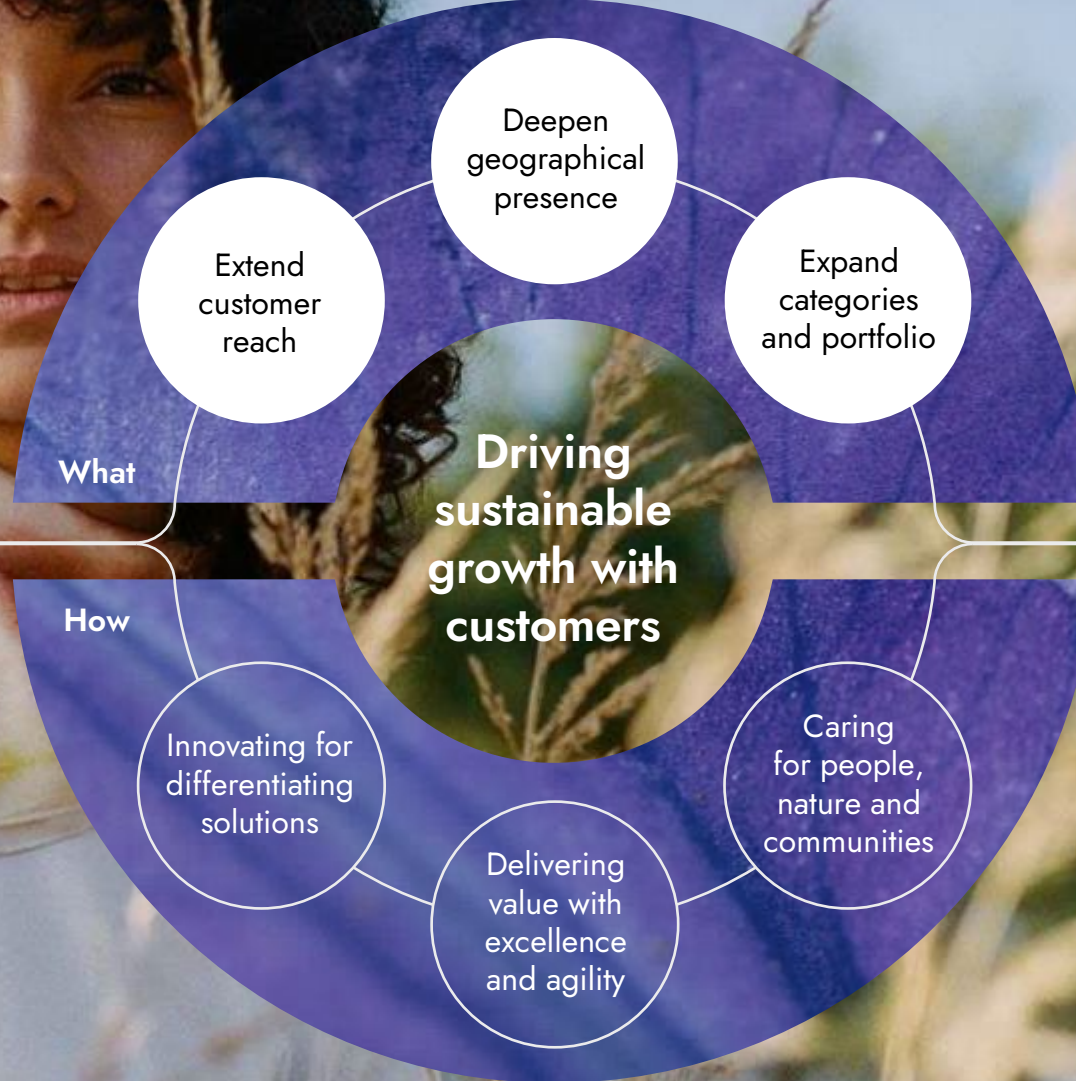 Deepen
geographical
presence
Extend
customer
reach
Expand
categories
and portfolio
What
Driving
sustainable
growth with
customers
How
Innovating for
differentiating
solutions
Delivering
value with
excellence
and agility
Caring
for people,
nature and
communities